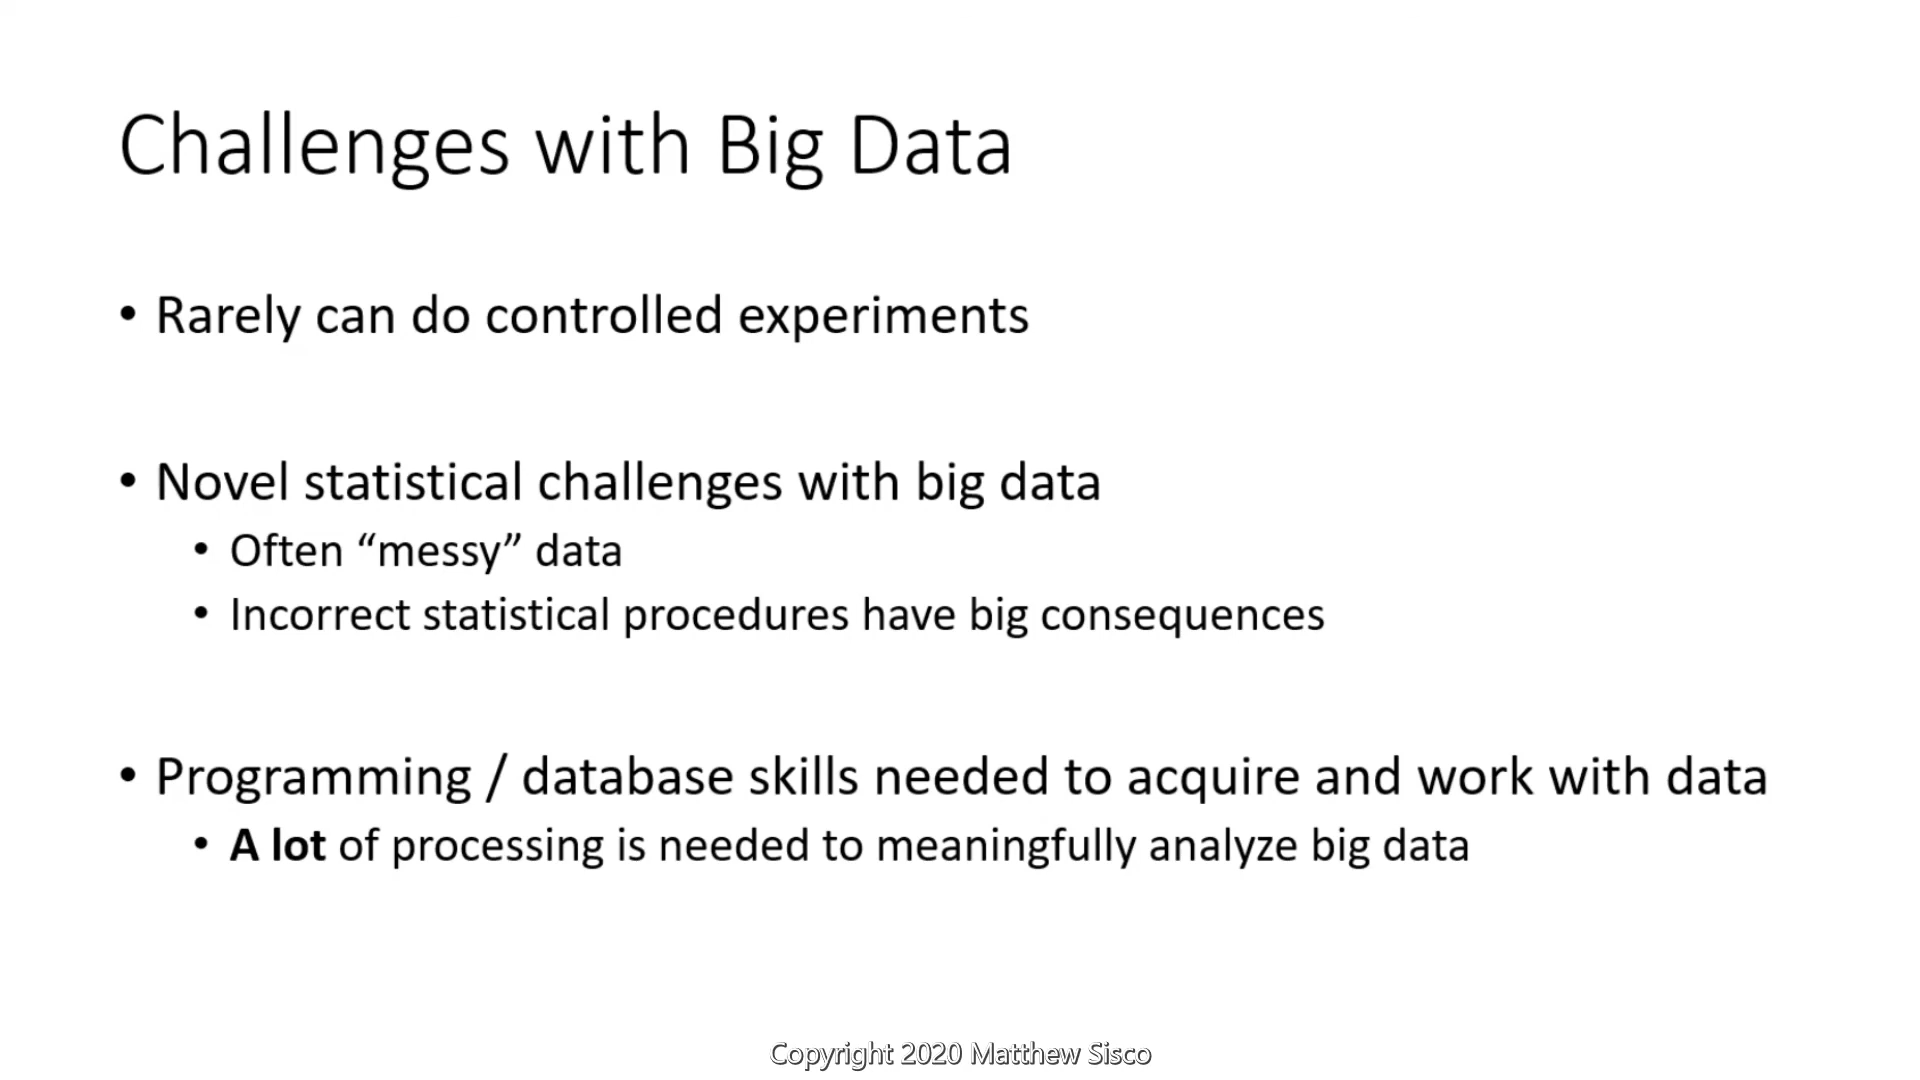 Challenges with Big Data
• Rarely can do controlled experiments
• Novel statistical challenges with big data
• Often “messy” data
• Incorrect statistical procedures have big consequences
• Programming / database skills needed to acquire and work with data
• A lot of processing is needed to meaningfully analyze big data
Copyright 2020 Matthew Sisco